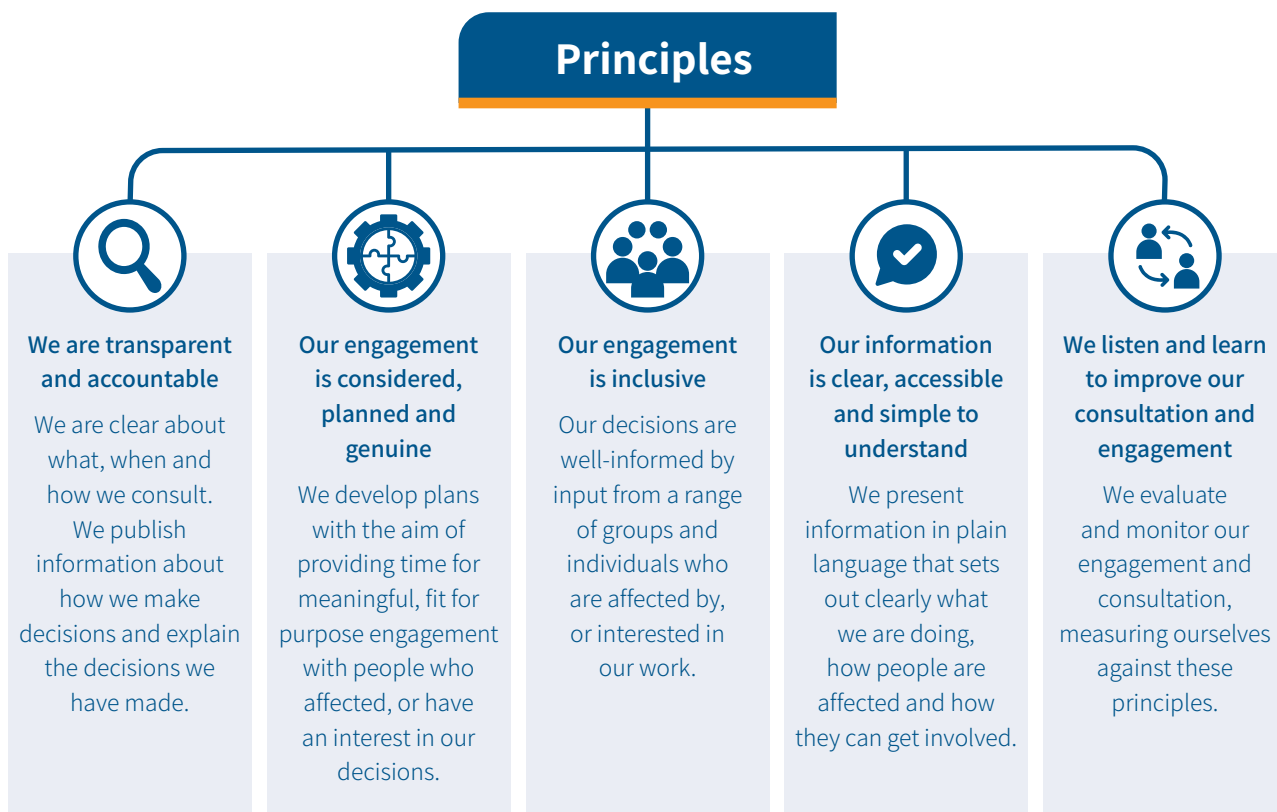 Principles
We are transparent
and accountable
We are clear about
what, when and
how we consult.
We publish
information about
how we make
decisions and explain
the decisions we
have made.
Our engagement
is considered,
planned and
genuine
We develop plans
with the aim of
providing time for
meaningful, fit for
purpose engagement
with people who
affected, or have
an interest in our
decisions.
Our engagement
is inclusive
Our decisions are
well-informed by
input from a range
of groups and
individuals who
are affected by,
or interested in
our work.
Our information
is clear, accessible
and simple to
understand
We present
information in plain
language that sets
out clearly what
we are doing,
how people are
affected and how
they can get involved.
We listen and learn
to improve our
consultation and
engagement
We evaluate
and monitor our
engagement and
consultation,
measuring ourselves
against these
principles.